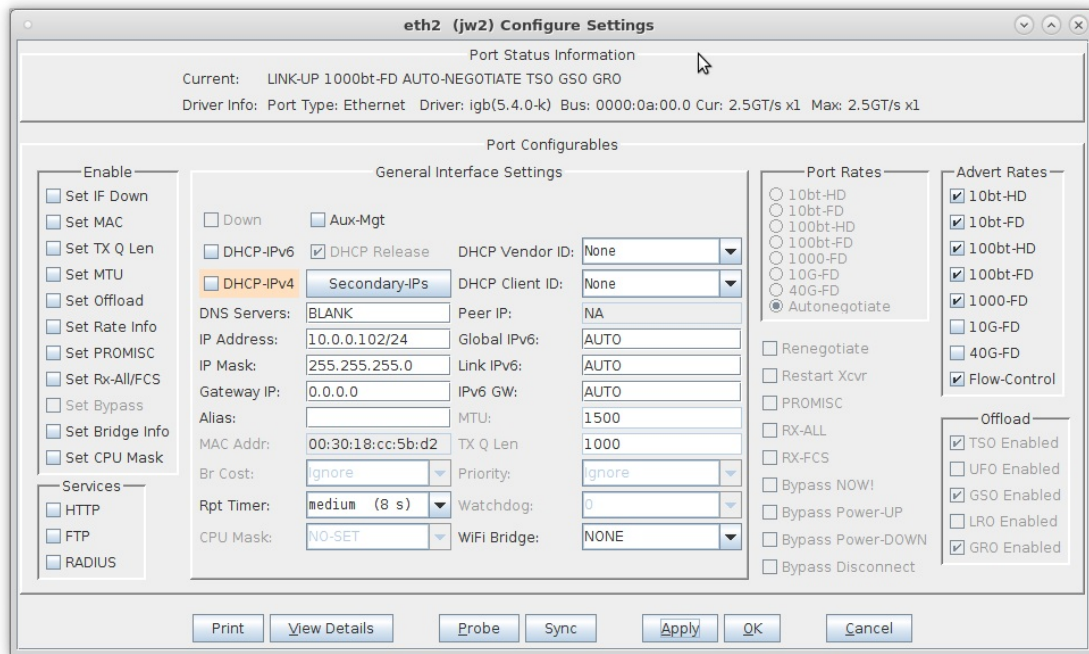 eth2 (jw2) Configure Settings
Port Status Information
Current: LINK-UP 1000bt-FD AUTO-NEGOTIATE TSO GSO GRO
Driver Info: Port Type: Ethernet Driver: igb(5.4.0-k) Bus: 0000:0a:00.0 Cur: 2.5GT/s x1 Max: 2.5GT/s x1
Port Configurables
Enable
Set IF Down
Set MAC
Set TX Q Len
Set MTU
Set Offload
Set Rate Info
Set PROMISC
Set Rx-All/FCS
Set Bypass
Set Bridge Info
Set CPU Mask
Services
HTTP
FTP
RADIUS
General Interface Settings
Down Aux-Mgt
DHCP-IPv6 DHCP Release DHCP Vendor ID: None
DHCP-IPv4 Secondary-IPs DHCP Client ID: None
DNS Servers: BLANK Peer IP: NA
IP Address: 10.0.0.102/24 Global IPv6: AUTO
IP Mask: 255.255.255.0 Link IPv6: AUTO
Gateway IP: 0.0.0.0 IPv6 GW: AUTO
Alias: MTU: 1500
MAC Addr: 00:30:18:cc:5b:d2 TX Q Len 1000
Br Cost: Ignore Priority: Ignore
Rpt Timer: medium (8 s) Watchdog: 0
CPU Mask: NO-SET WiFi Bridge: NONE
Port Rates
10bt-HD
10bt-FD
100bt-HD
100bt-FD
1000-FD
10G-FD
40G-FD
Autonegotiate
Renegotiate
Restart Xcvr
PROMISC
RX-ALL
RX-FCS
Bypass NOW!
Bypass Power-UP
Bypass Power-DOWN
Bypass Disconnect
Advert Rates
10bt-HD
10bt-FD
100bt-HD
100bt-FD
1000-FD
10G-FD
40G-FD
Flow-Control
Offload
TSO Enabled
UFO Enabled
GSO Enabled
LRO Enabled
GRO Enabled
Print View Details Probe Sync Apply OK Cancel